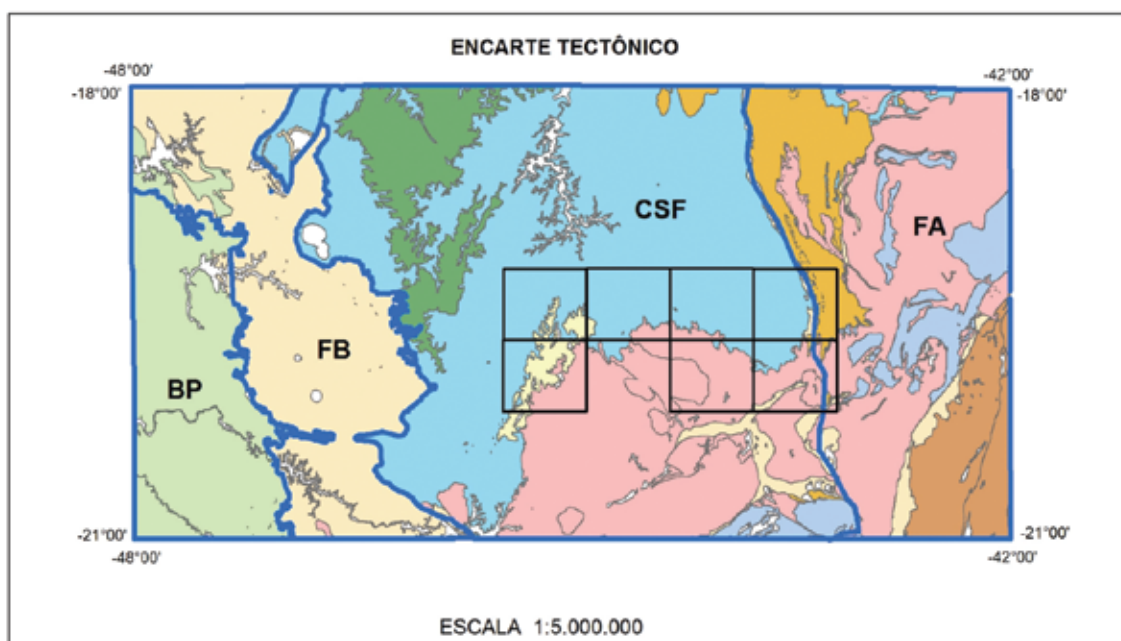 ENCARTE TECTÔNICO
-48°00'
-42°00'
-18°00'
-18°00'
CSF
FA
FB
BP
-21°00'
-21°00'
-48°00'
-42°00'
ESCALA 1:5.000.000